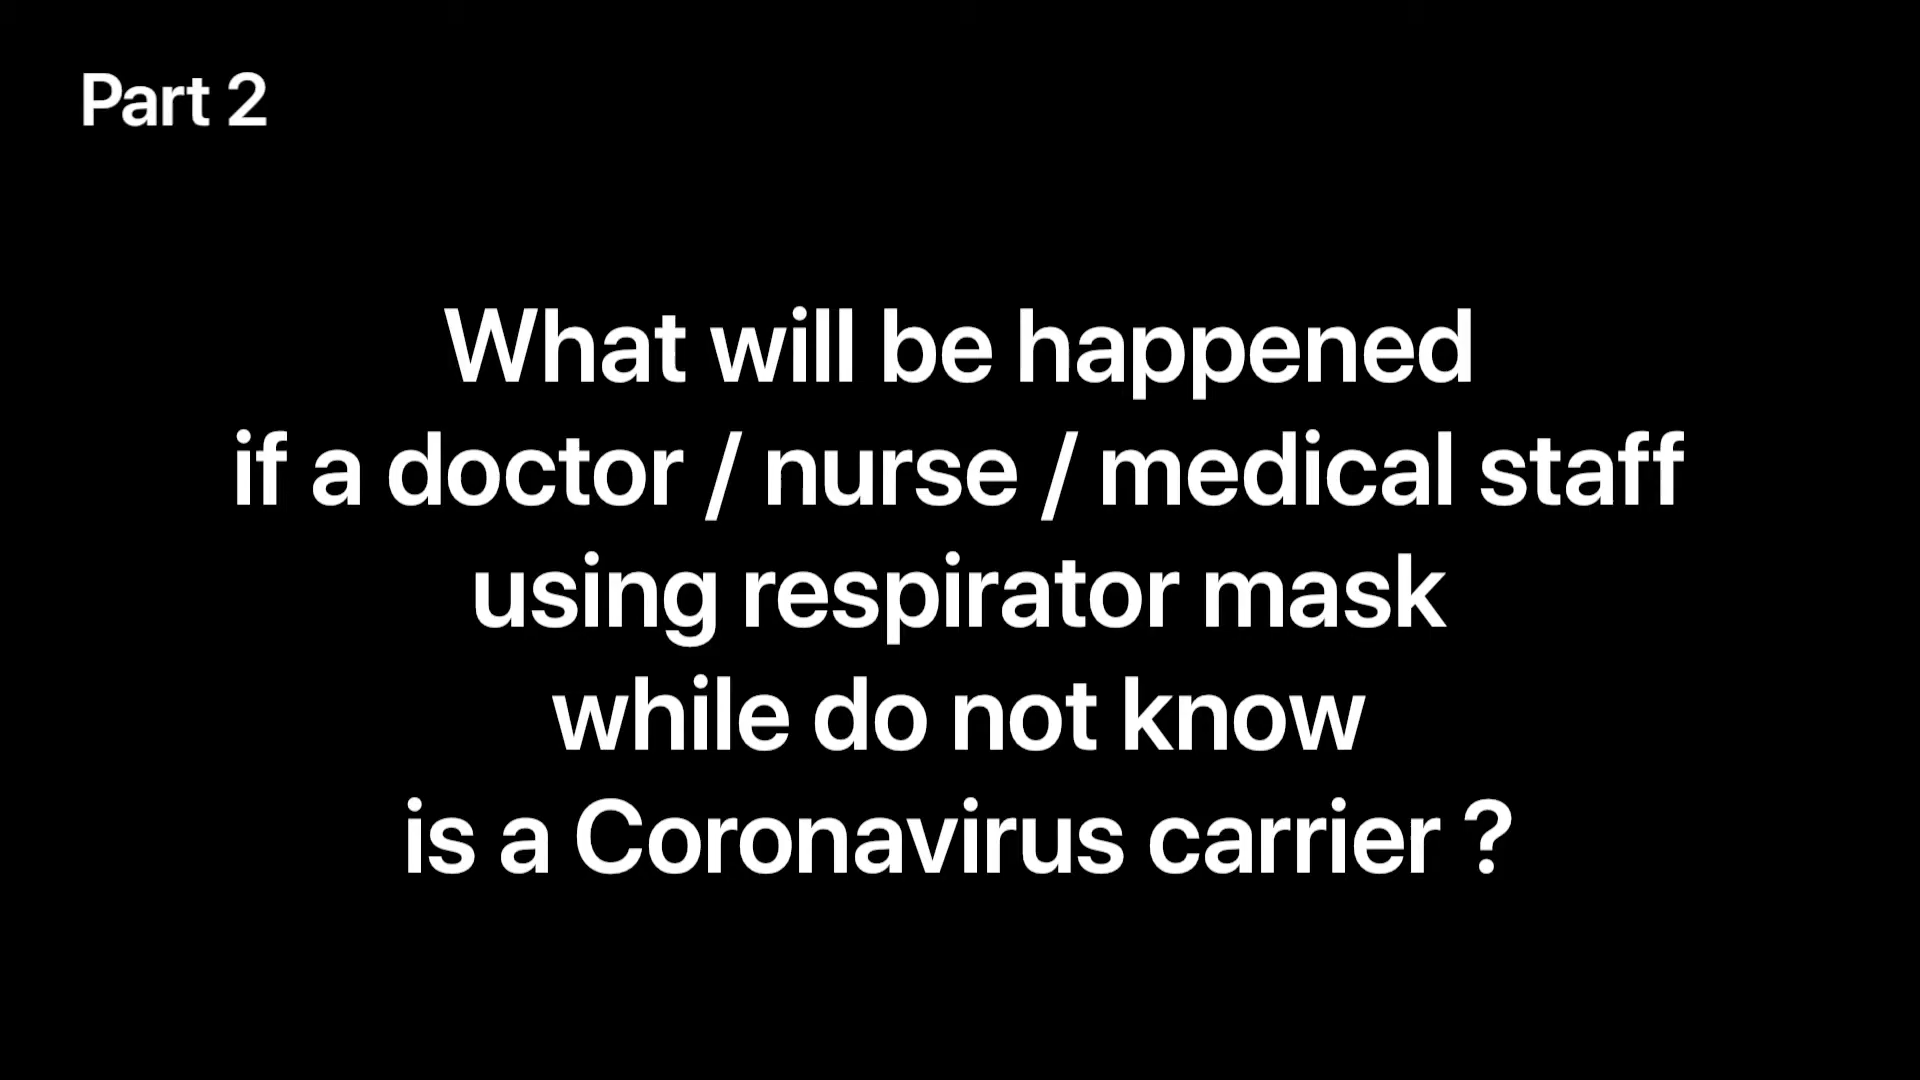 Part 2
What will be happened
if a doctor / nurse / medical staff
using respirator mask
while do not know
is a Coronavirus carrier ?